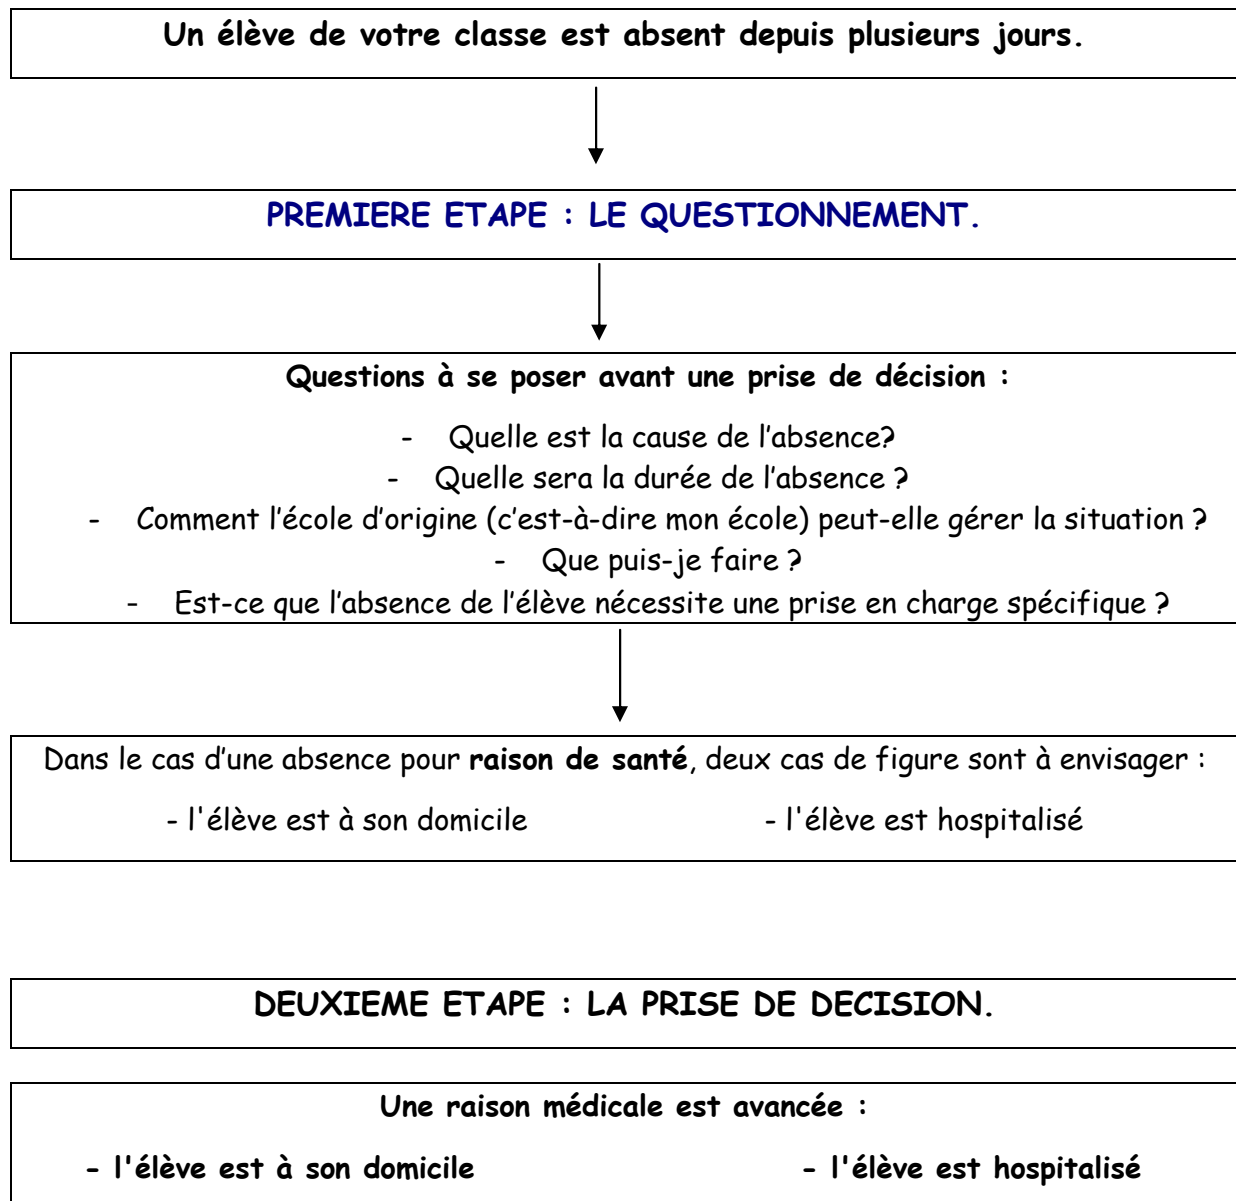 Un élève de votre classe est absent depuis plusieurs jours.
PREMIERE ETAPE : LE QUESTIONNEMENT.
Questions à se poser avant une prise de décision :
- Quelle est la cause de l’absence?
- Quelle sera la durée de l’absence ?
- Comment l’école d’origine (c’est-à-dire mon école) peut-elle gérer la situation ?
- Que puis-je faire ?
- Est-ce que l’absence de l’élève nécessite une prise en charge spécifique ?
Dans le cas d’une absence pour raison de santé, deux cas de figure sont à envisager :
- l'élève est à son domicile - l'élève est hospitalisé
DEUXIEME ETAPE : LA PRISE DE DECISION.
Une raison médicale est avancée :
- l'élève est à son domicile - l'élève est hospitalisé